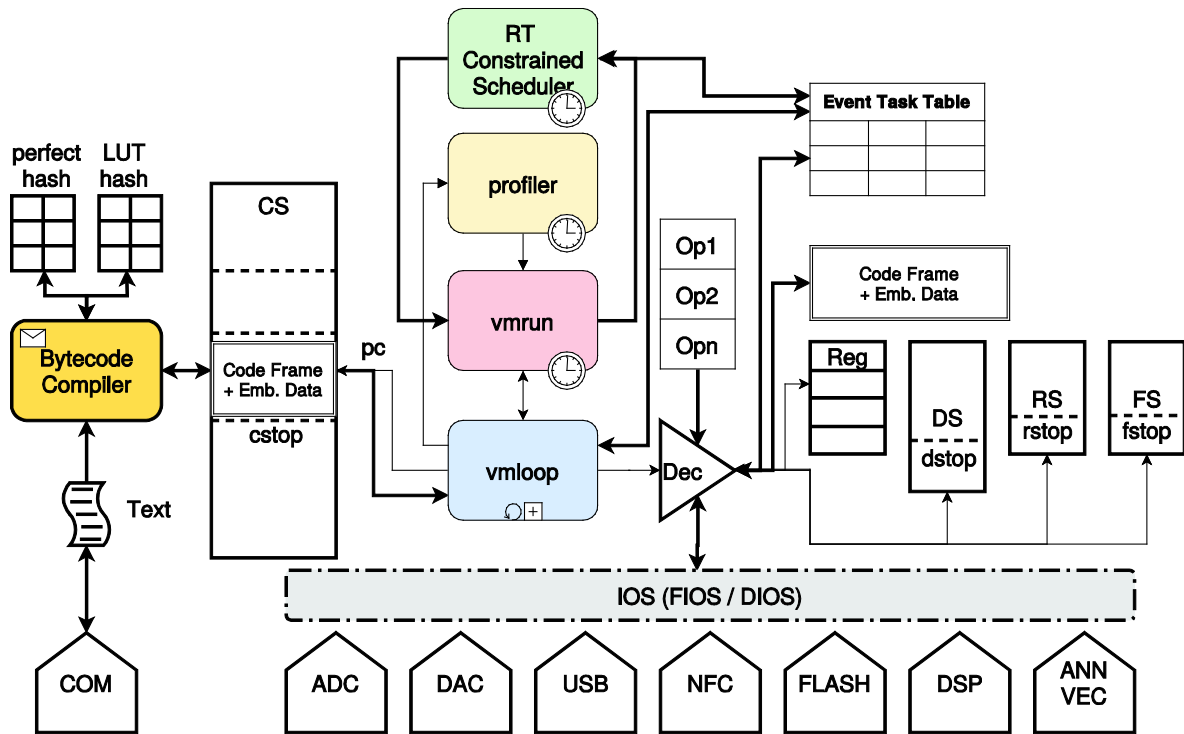 RT
Constrained
Scheduler
Event Task Table
perfect
hash
LUT
hash
CS
profiler
Op1
Op2
Opn
Code Frame
+ Emb. Data
vmrun
Bytecode
Compiler
Code Frame
+ Emb. Data
pc
cstop
Reg
DS
dstop
RS
rstop
FS
fstop
vmloop
Dec
Text
IOS (FIOS / DIOS)
COM
ADC
DAC
USB
NFC
FLASH
DSP
ANN
VEC